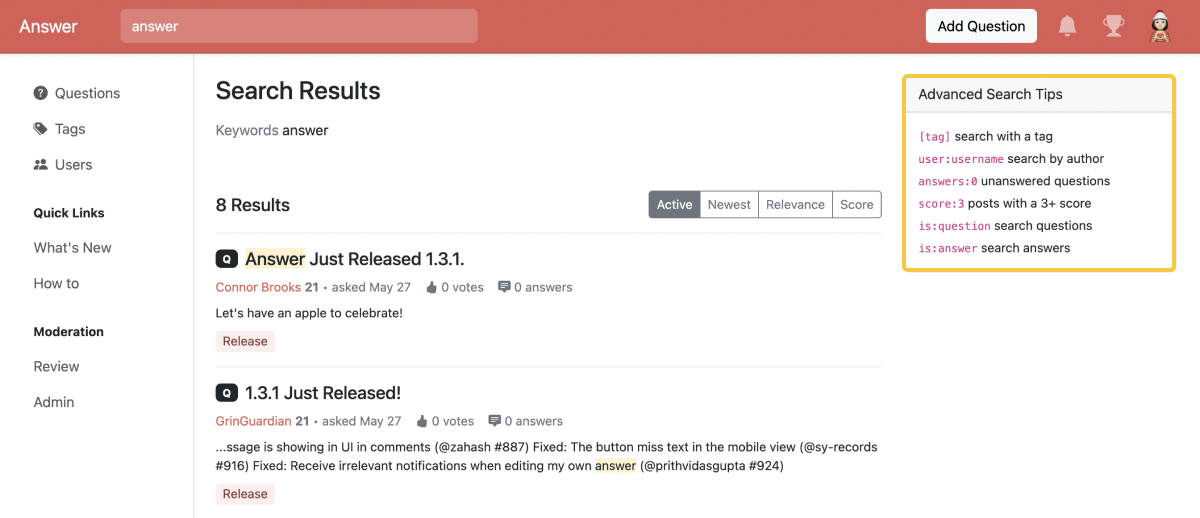 Answer
answer
Add Question
Questions
Tags
Users
Quick Links
What's New
How to
Moderation
Review
Admin
Search Results
Keywords answer
8 Results
Active Newest Relevance Score
Q Answer Just Released 1.3.1.
Connor Brooks 21 • asked May 27 0 votes 0 answers
Let's have an apple to celebrate!
Release
Q 1.3.1 Just Released!
GrinGuardian 21 • asked May 27 0 votes 0 answers
...ssage is showing in UI in comments (@zahash #887) Fixed: The button miss text in the mobile view (@sy-records
#916) Fixed: Receive irrelevant notifications when editing my own answer (@prithvidasgupta #924)
Release
Advanced Search Tips
[tag] search with a tag
user:username search by author
answers:0 unanswered questions
score:3 posts with a 3+ score
is:question search questions
is:answer search answers